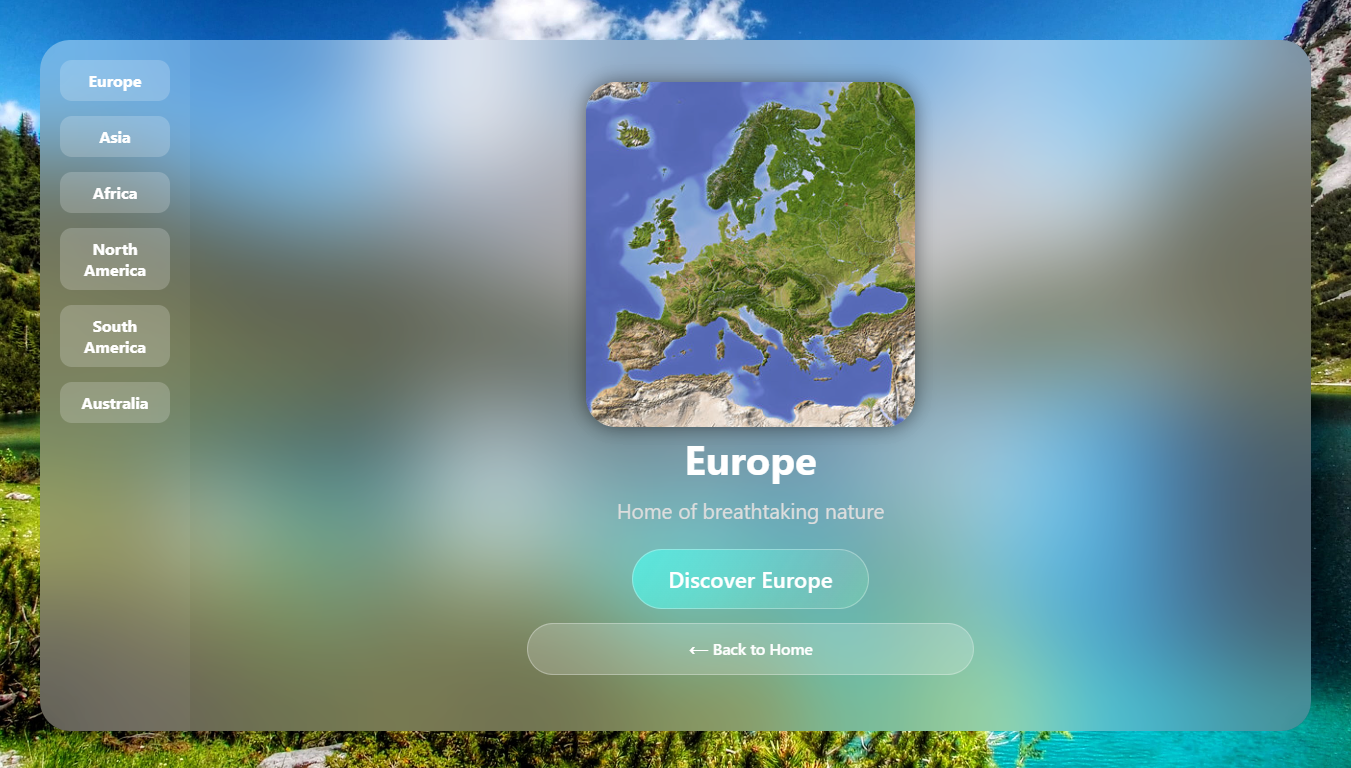 Europe
Asia
Africa
North
America
South
America
Australia
Europe
Home of breathtaking nature
Discover Europe
← Back to Home